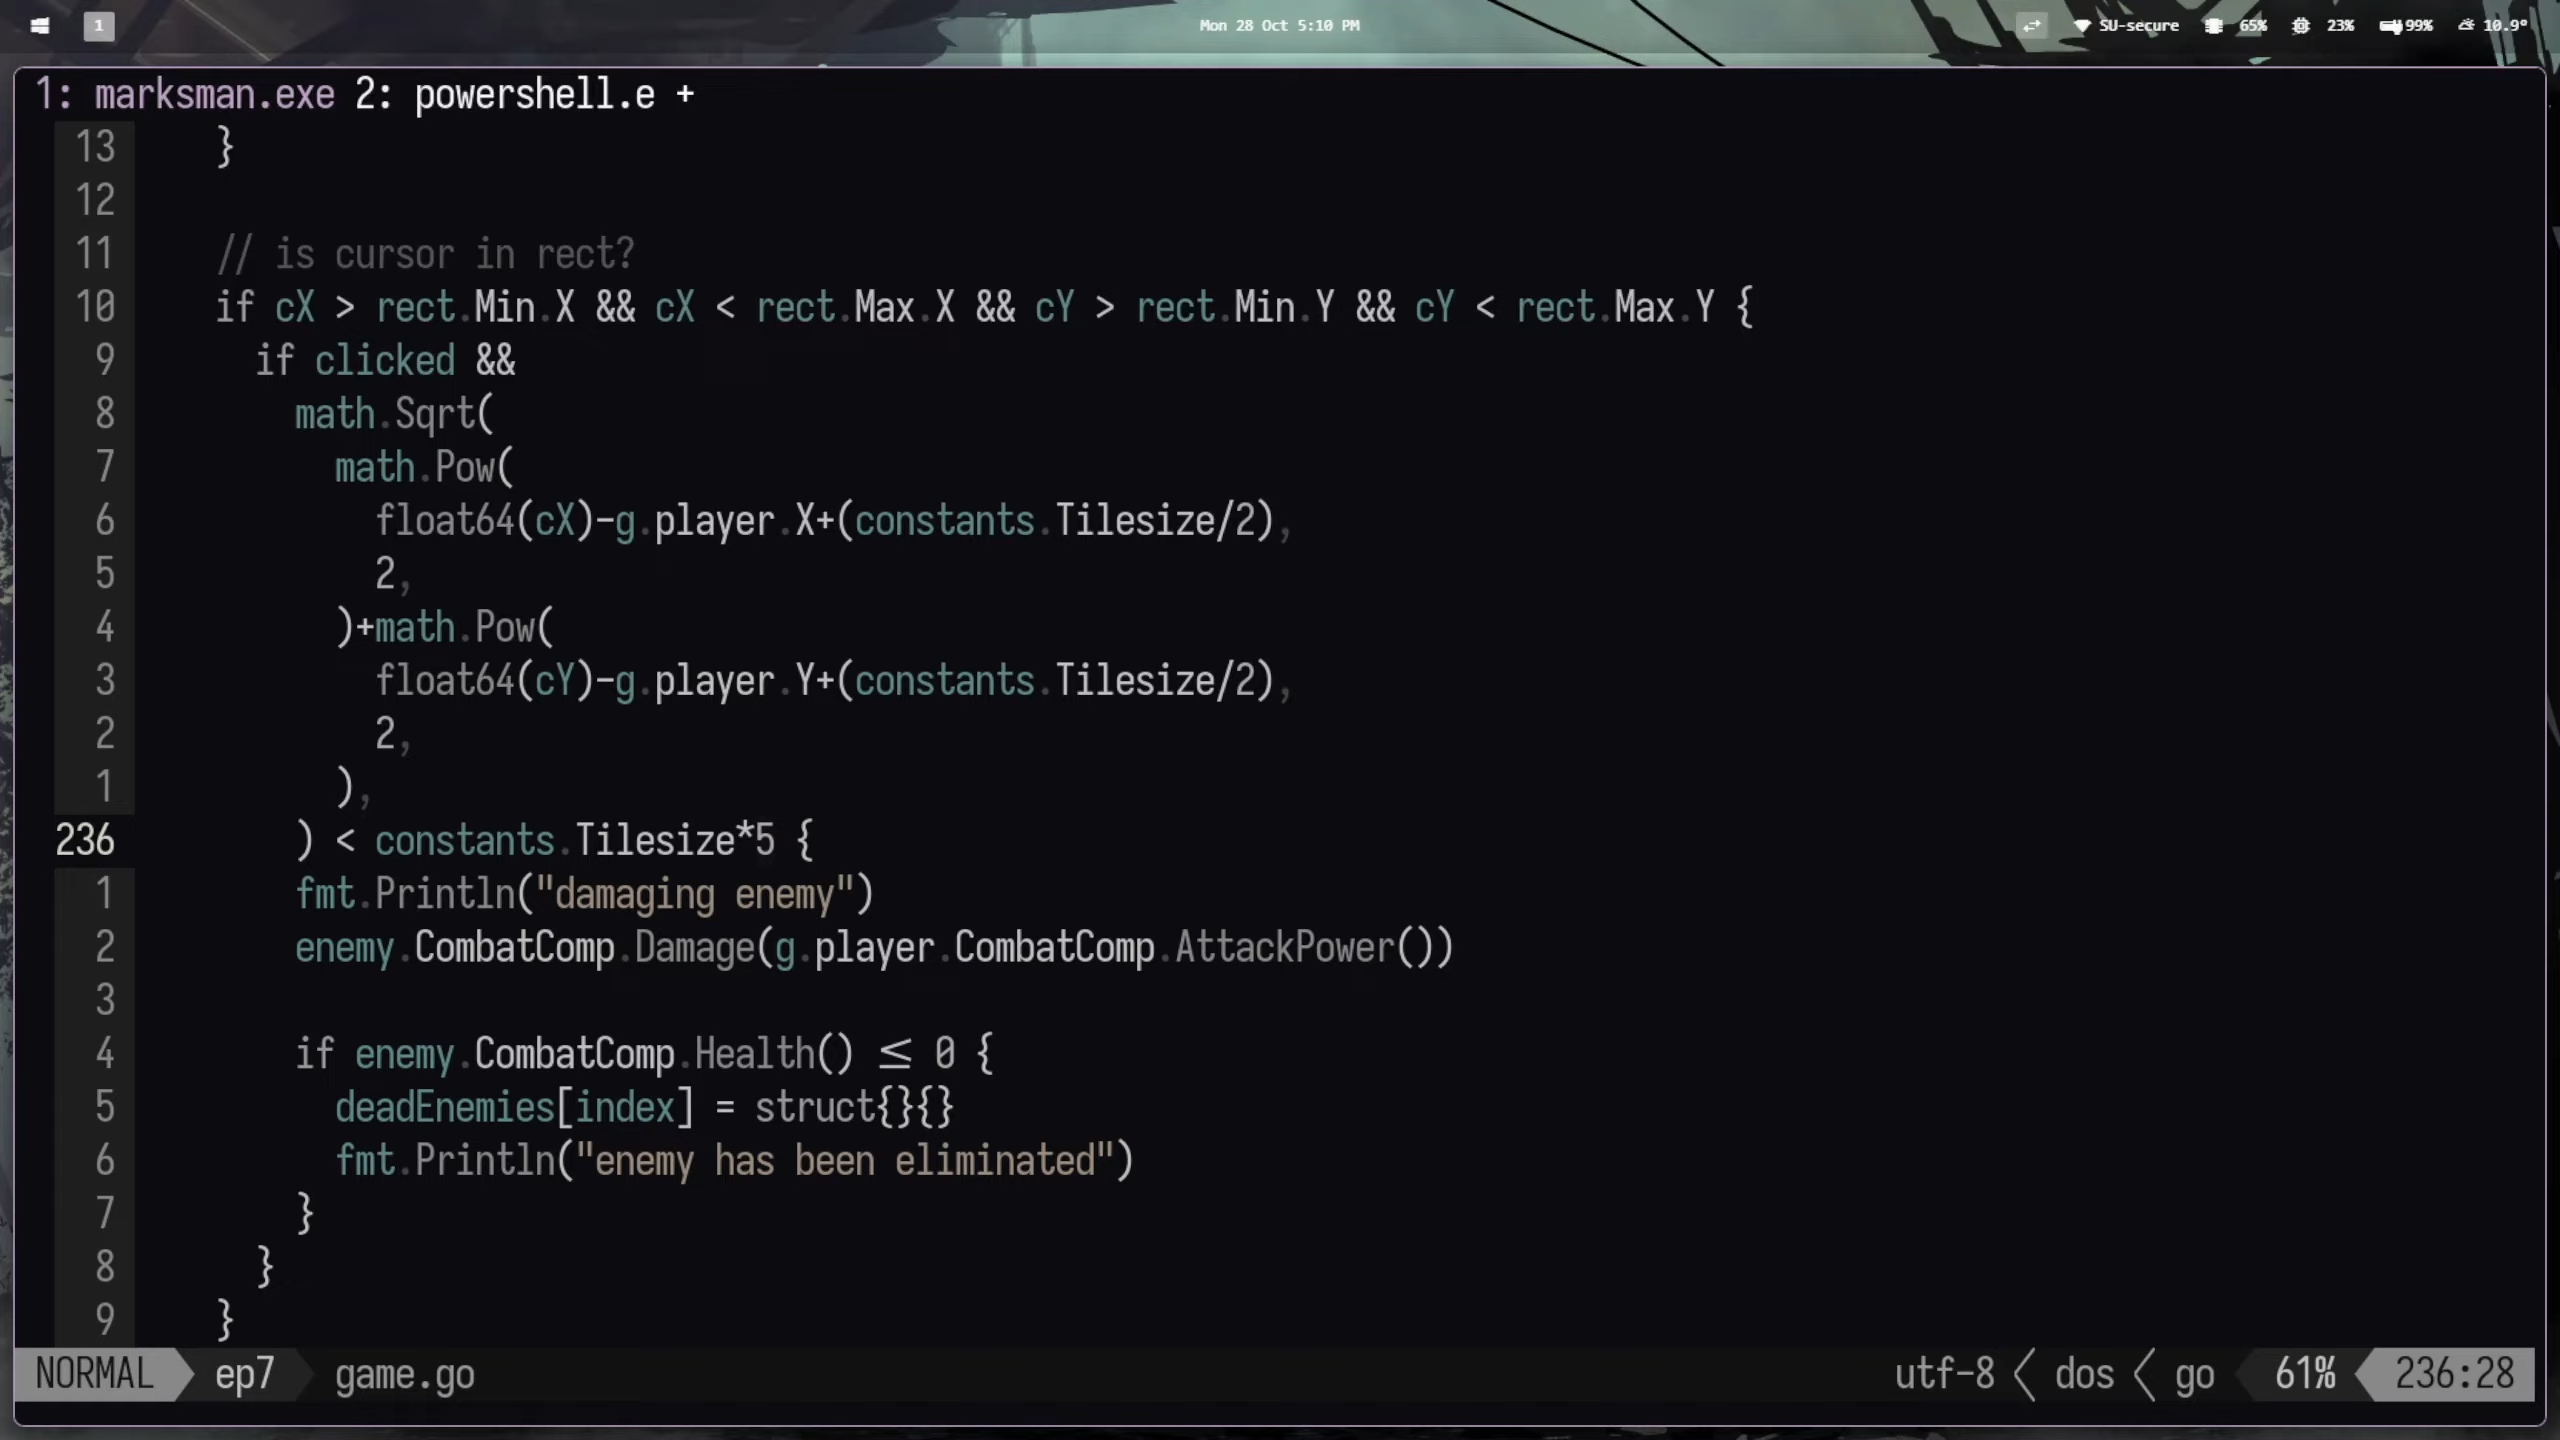 1
Mon 28 Oct 5:10 PM
SU-secure 65% 23% 99% 10.9°
1: marksman.exe 2: powershell.e +
13 }
12
11 // is cursor in rect?
10 if cX > rect.Min.X && cX < rect.Max.X && cY > rect.Min.Y && cY < rect.Max.Y {
9 if clicked &&
8 math.Sqrt(
7 math.Pow(
6 float64(cX)-g.player.X+(constants.Tilesize/2),
5 2,
4 )+math.Pow(
3 float64(cY)-g.player.Y+(constants.Tilesize/2),
2 2,
1 ),
236 ) < constants.Tilesize*5 {
1 fmt.Println("damaging enemy")
2 enemy.CombatComp.Damage(g.player.CombatComp.AttackPower())
3
4 if enemy.CombatComp.Health() ≤ 0 {
5 deadEnemies[index] = struct{}{}
6 fmt.Println("enemy has been eliminated")
7 }
8 }
9 }
NORMAL ep7 game.go utf-8 dos go 61% 236:28